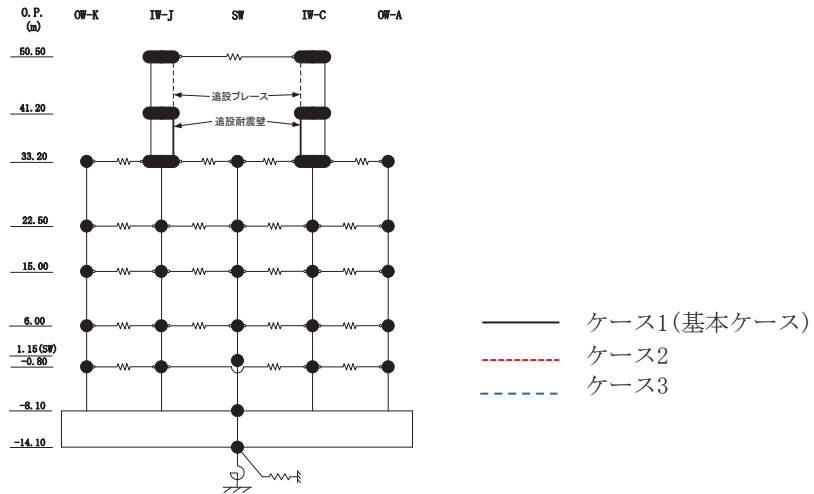 O.P.
(m)
OW-K IW-J SW IW-C OW-A
50.50
追設ブレース
41.20
追設耐震壁
33.20
22.50
15.00
6.00
1.15(SW)
-0.80
-8.10
-14.10
ケース1(基本ケース)
ケース2
ケース3